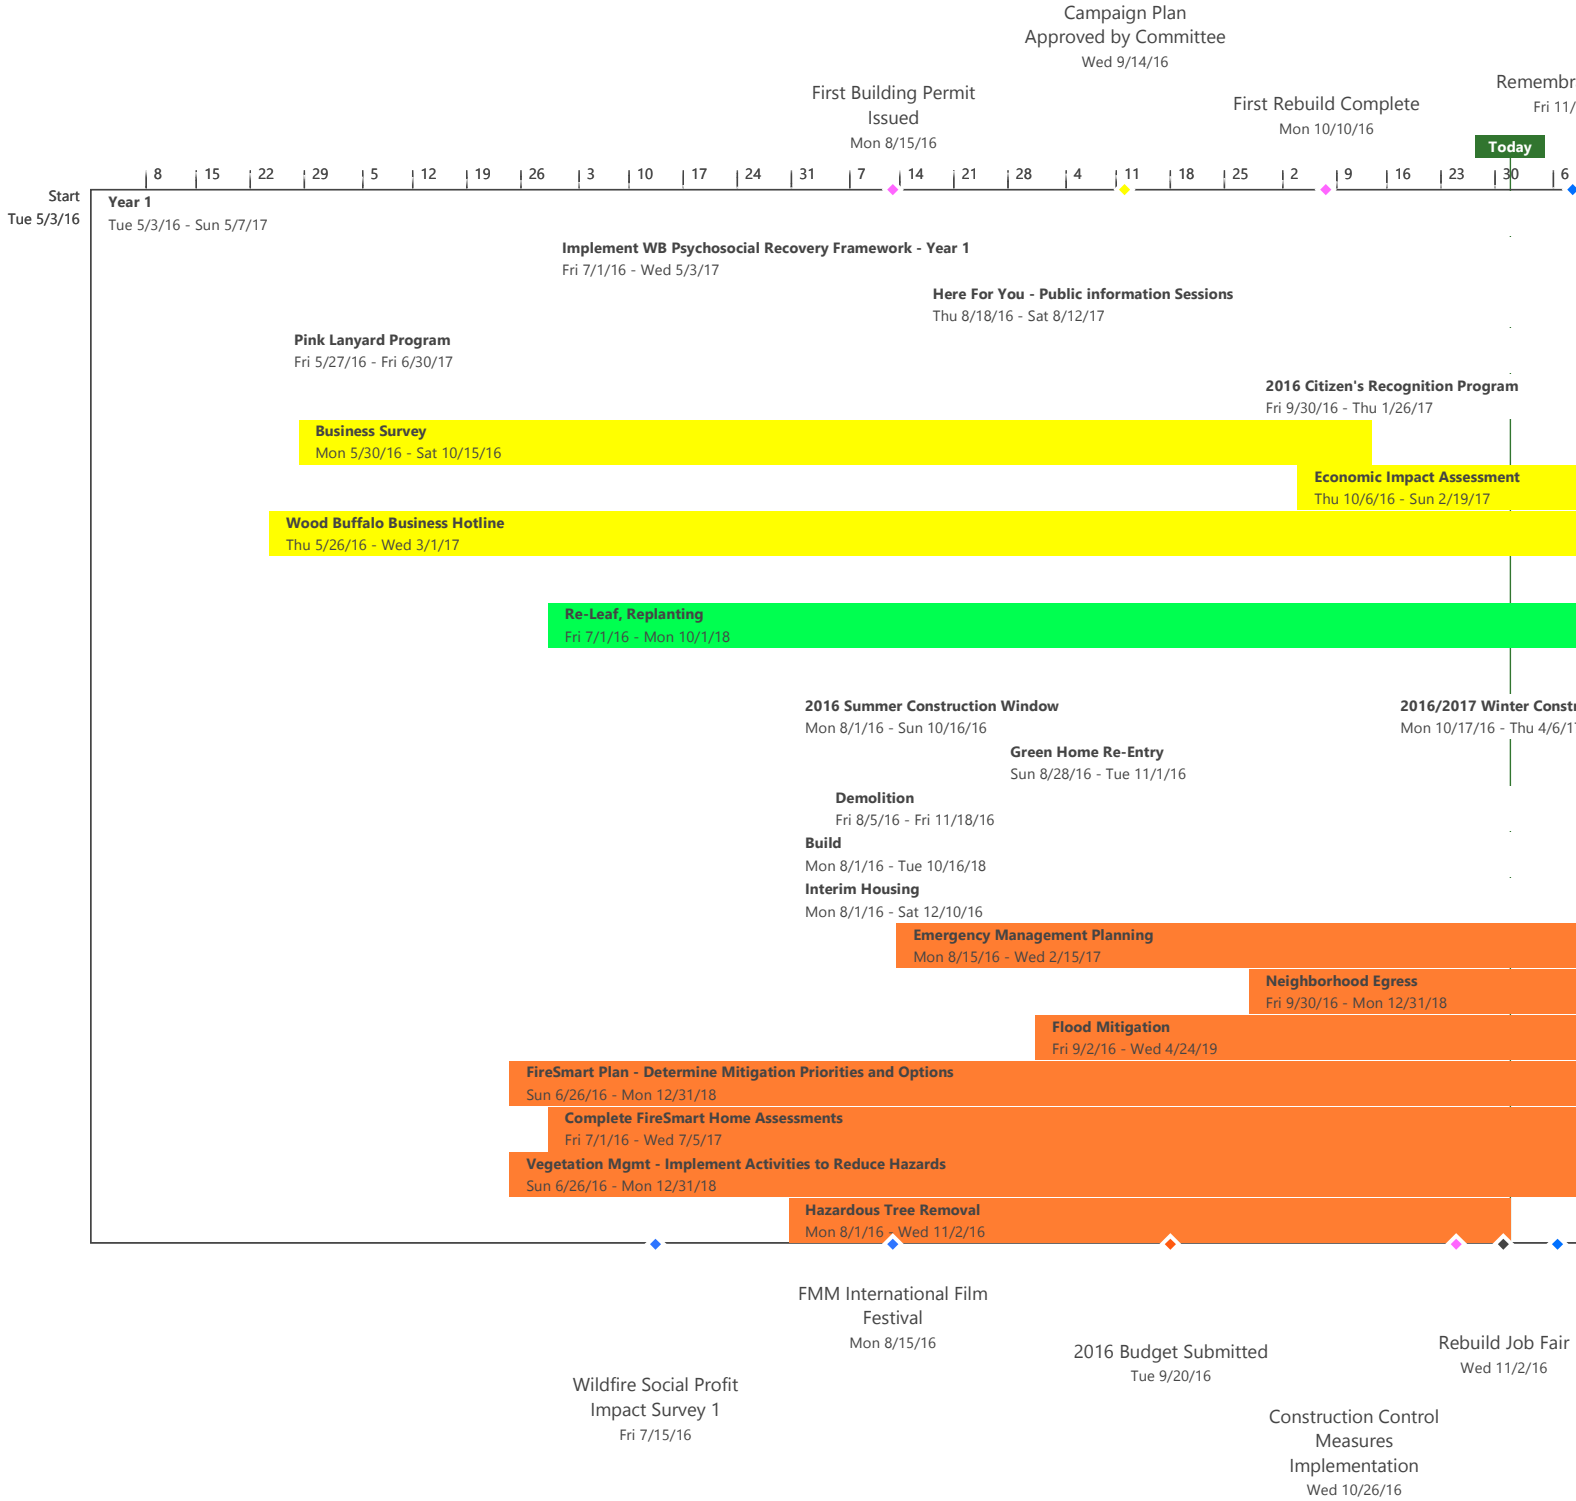 Campaign Plan
Approved by Committee
Wed 9/14/16
First Building Permit
Issued
Mon 8/15/16
First Rebuild Complete
Mon 10/10/16
Remembr
Fri 11/
Today
8 15 22 29 5 12 19 26 3 10 17 24 31 7 14 21 28 4 11 18 25 2 9 16 23 30 6
Start
Tue 5/3/16
Year 1
Tue 5/3/16 - Sun 5/7/17
Implement WB Psychosocial Recovery Framework - Year 1
Fri 7/1/16 - Wed 5/3/17
Here For You - Public information Sessions
Thu 8/18/16 - Sat 8/12/17
Pink Lanyard Program
Fri 5/27/16 - Fri 6/30/17
2016 Citizen's Recognition Program
Fri 9/30/16 - Thu 1/26/17
Business Survey
Mon 5/30/16 - Sat 10/15/16
Economic Impact Assessment
Thu 10/6/16 - Sun 2/19/17
Wood Buffalo Business Hotline
Thu 5/26/16 - Wed 3/1/17
Re-Leaf, Replanting
Fri 7/1/16 - Mon 10/1/18
2016 Summer Construction Window
Mon 8/1/16 - Sun 10/16/16
2016/2017 Winter Constr
Mon 10/17/16 - Thu 4/6/17
Green Home Re-Entry
Sun 8/28/16 - Tue 11/1/16
Demolition
Fri 8/5/16 - Fri 11/18/16
Build
Mon 8/1/16 - Tue 10/16/18
Interim Housing
Mon 8/1/16 - Sat 12/10/16
Emergency Management Planning
Mon 8/15/16 - Wed 2/15/17
Neighborhood Egress
Fri 9/30/16 - Mon 12/31/18
Flood Mitigation
Fri 9/2/16 - Wed 4/24/19
FireSmart Plan - Determine Mitigation Priorities and Options
Sun 6/26/16 - Mon 12/31/18
Complete FireSmart Home Assessments
Fri 7/1/16 - Wed 7/5/17
Vegetation Mgmt - Implement Activities to Reduce Hazards
Sun 6/26/16 - Mon 12/31/18
Hazardous Tree Removal
Mon 8/1/16 - Wed 11/2/16
FMM International Film
Festival
Mon 8/15/16
2016 Budget Submitted
Tue 9/20/16
Rebuild Job Fair
Wed 11/2/16
Wildfire Social Profit
Impact Survey 1
Fri 7/15/16
Construction Control
Measures
Implementation
Wed 10/26/16